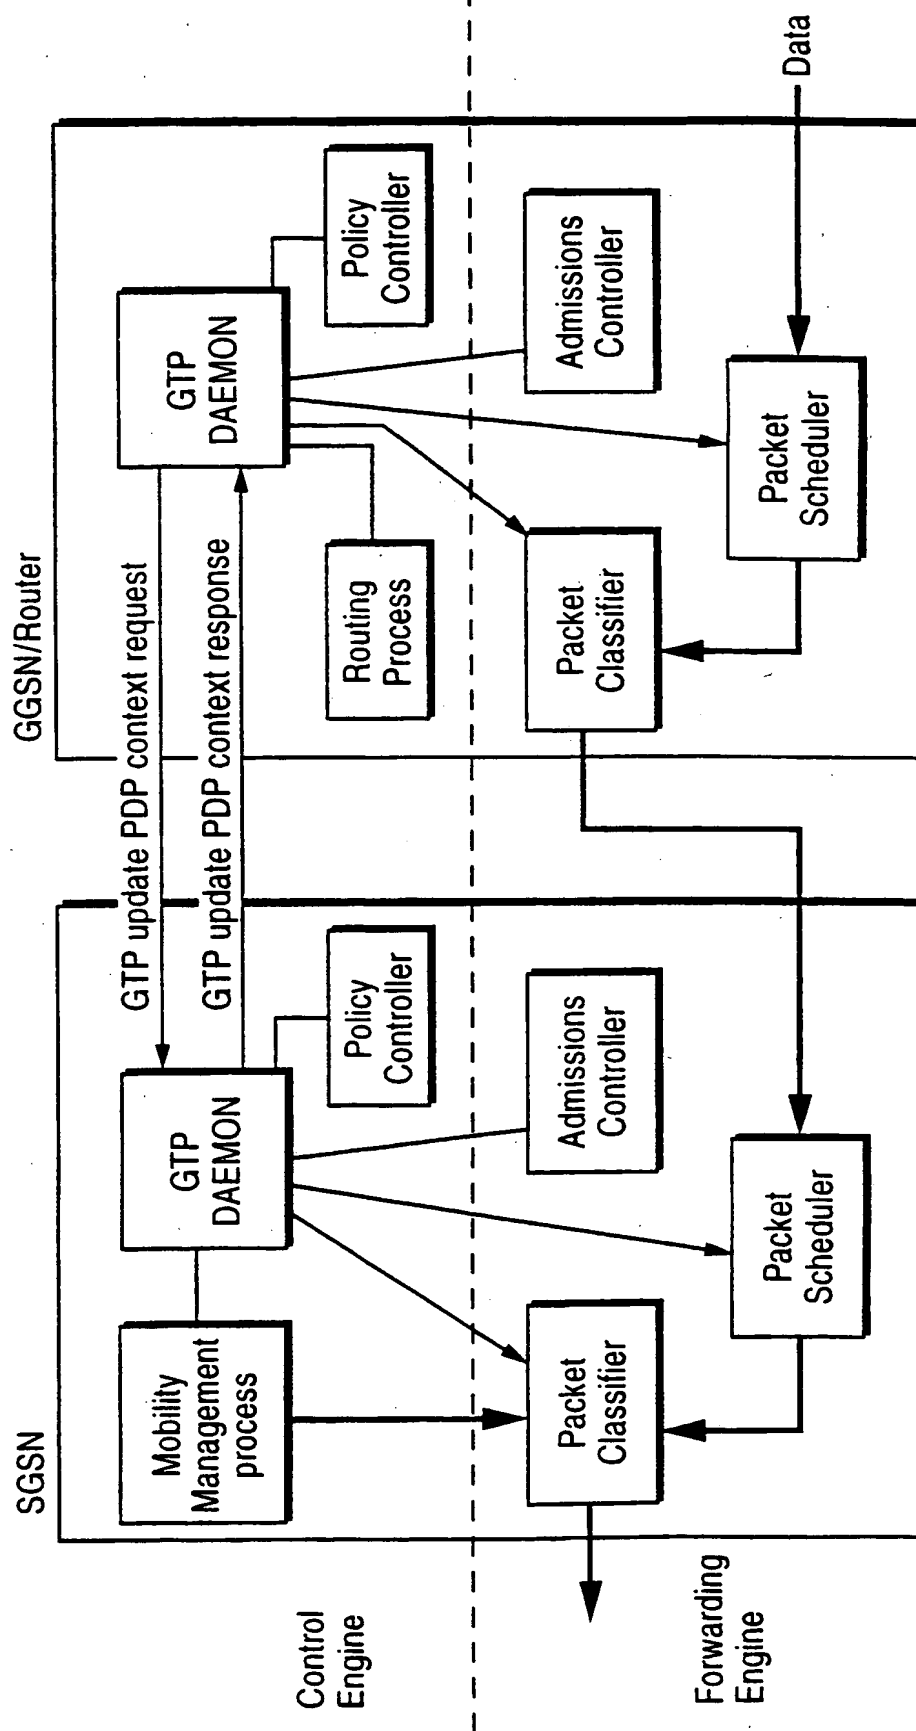 SGSN
GGSN/Router
Mobility
Management
process
GTP
DAEMON
GTP update PDP context request
GTP update PDP context response
GTP
DAEMON
Policy
Controller
Routing
Process
Policy
Controller
Control
Engine
Packet
Classifier
Admissions
Controller
Packet
Classifier
Admissions
Controller
Forwarding
Engine
Packet
Scheduler
Packet
Scheduler
Data